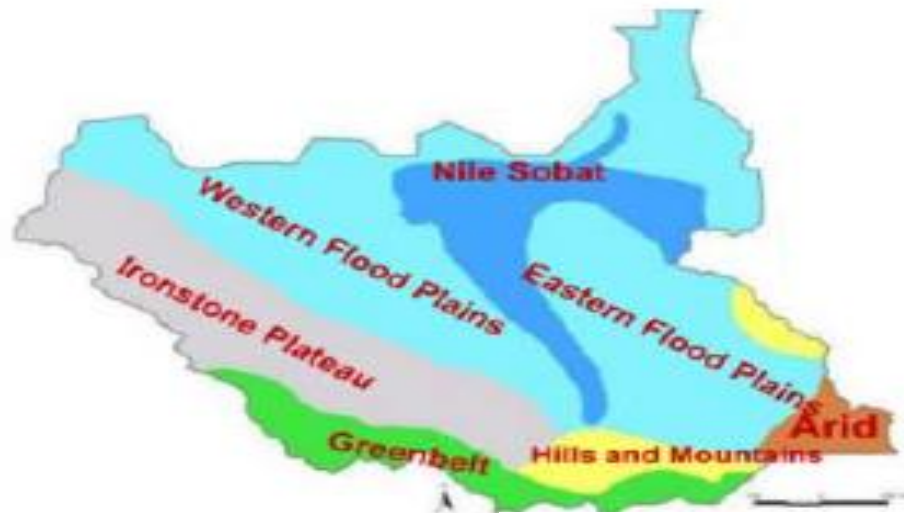 Nile Sobat
Western Flood Plains
Eastern Flood Plains
Ironstone Plateau
Arid
Greenbelt
Hills and Mountains